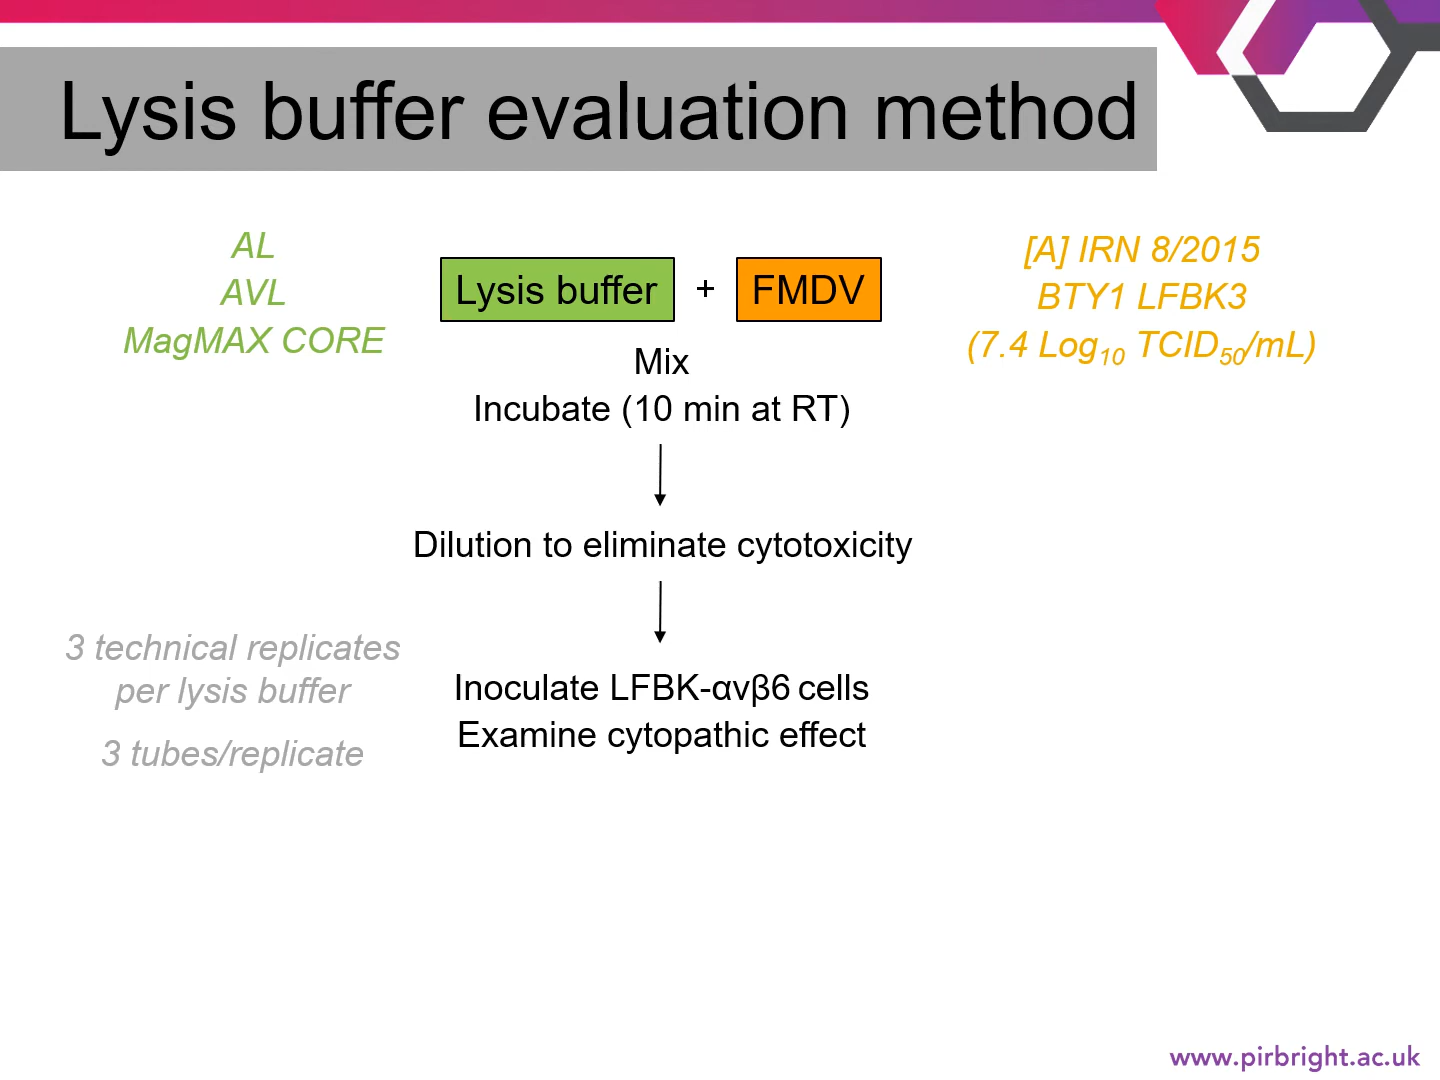 Lysis buffer evaluation method
AL
AVL
MagMAX CORE
Lysis buffer + FMDV
[A] IRN 8/2015
BTY1 LFBK3
(7.4 Log₁₀ TCID₅₀/mL)
Mix
Incubate (10 min at RT)
Dilution to eliminate cytotoxicity
3 technical replicates
per lysis buffer
3 tubes/replicate
Inoculate LFBK-αvβ6 cells
Examine cytopathic effect
www.pirbright.ac.uk